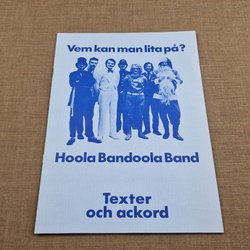 Vem kan man lita på?
Hoola Bandoola Band
Texter
och ackord